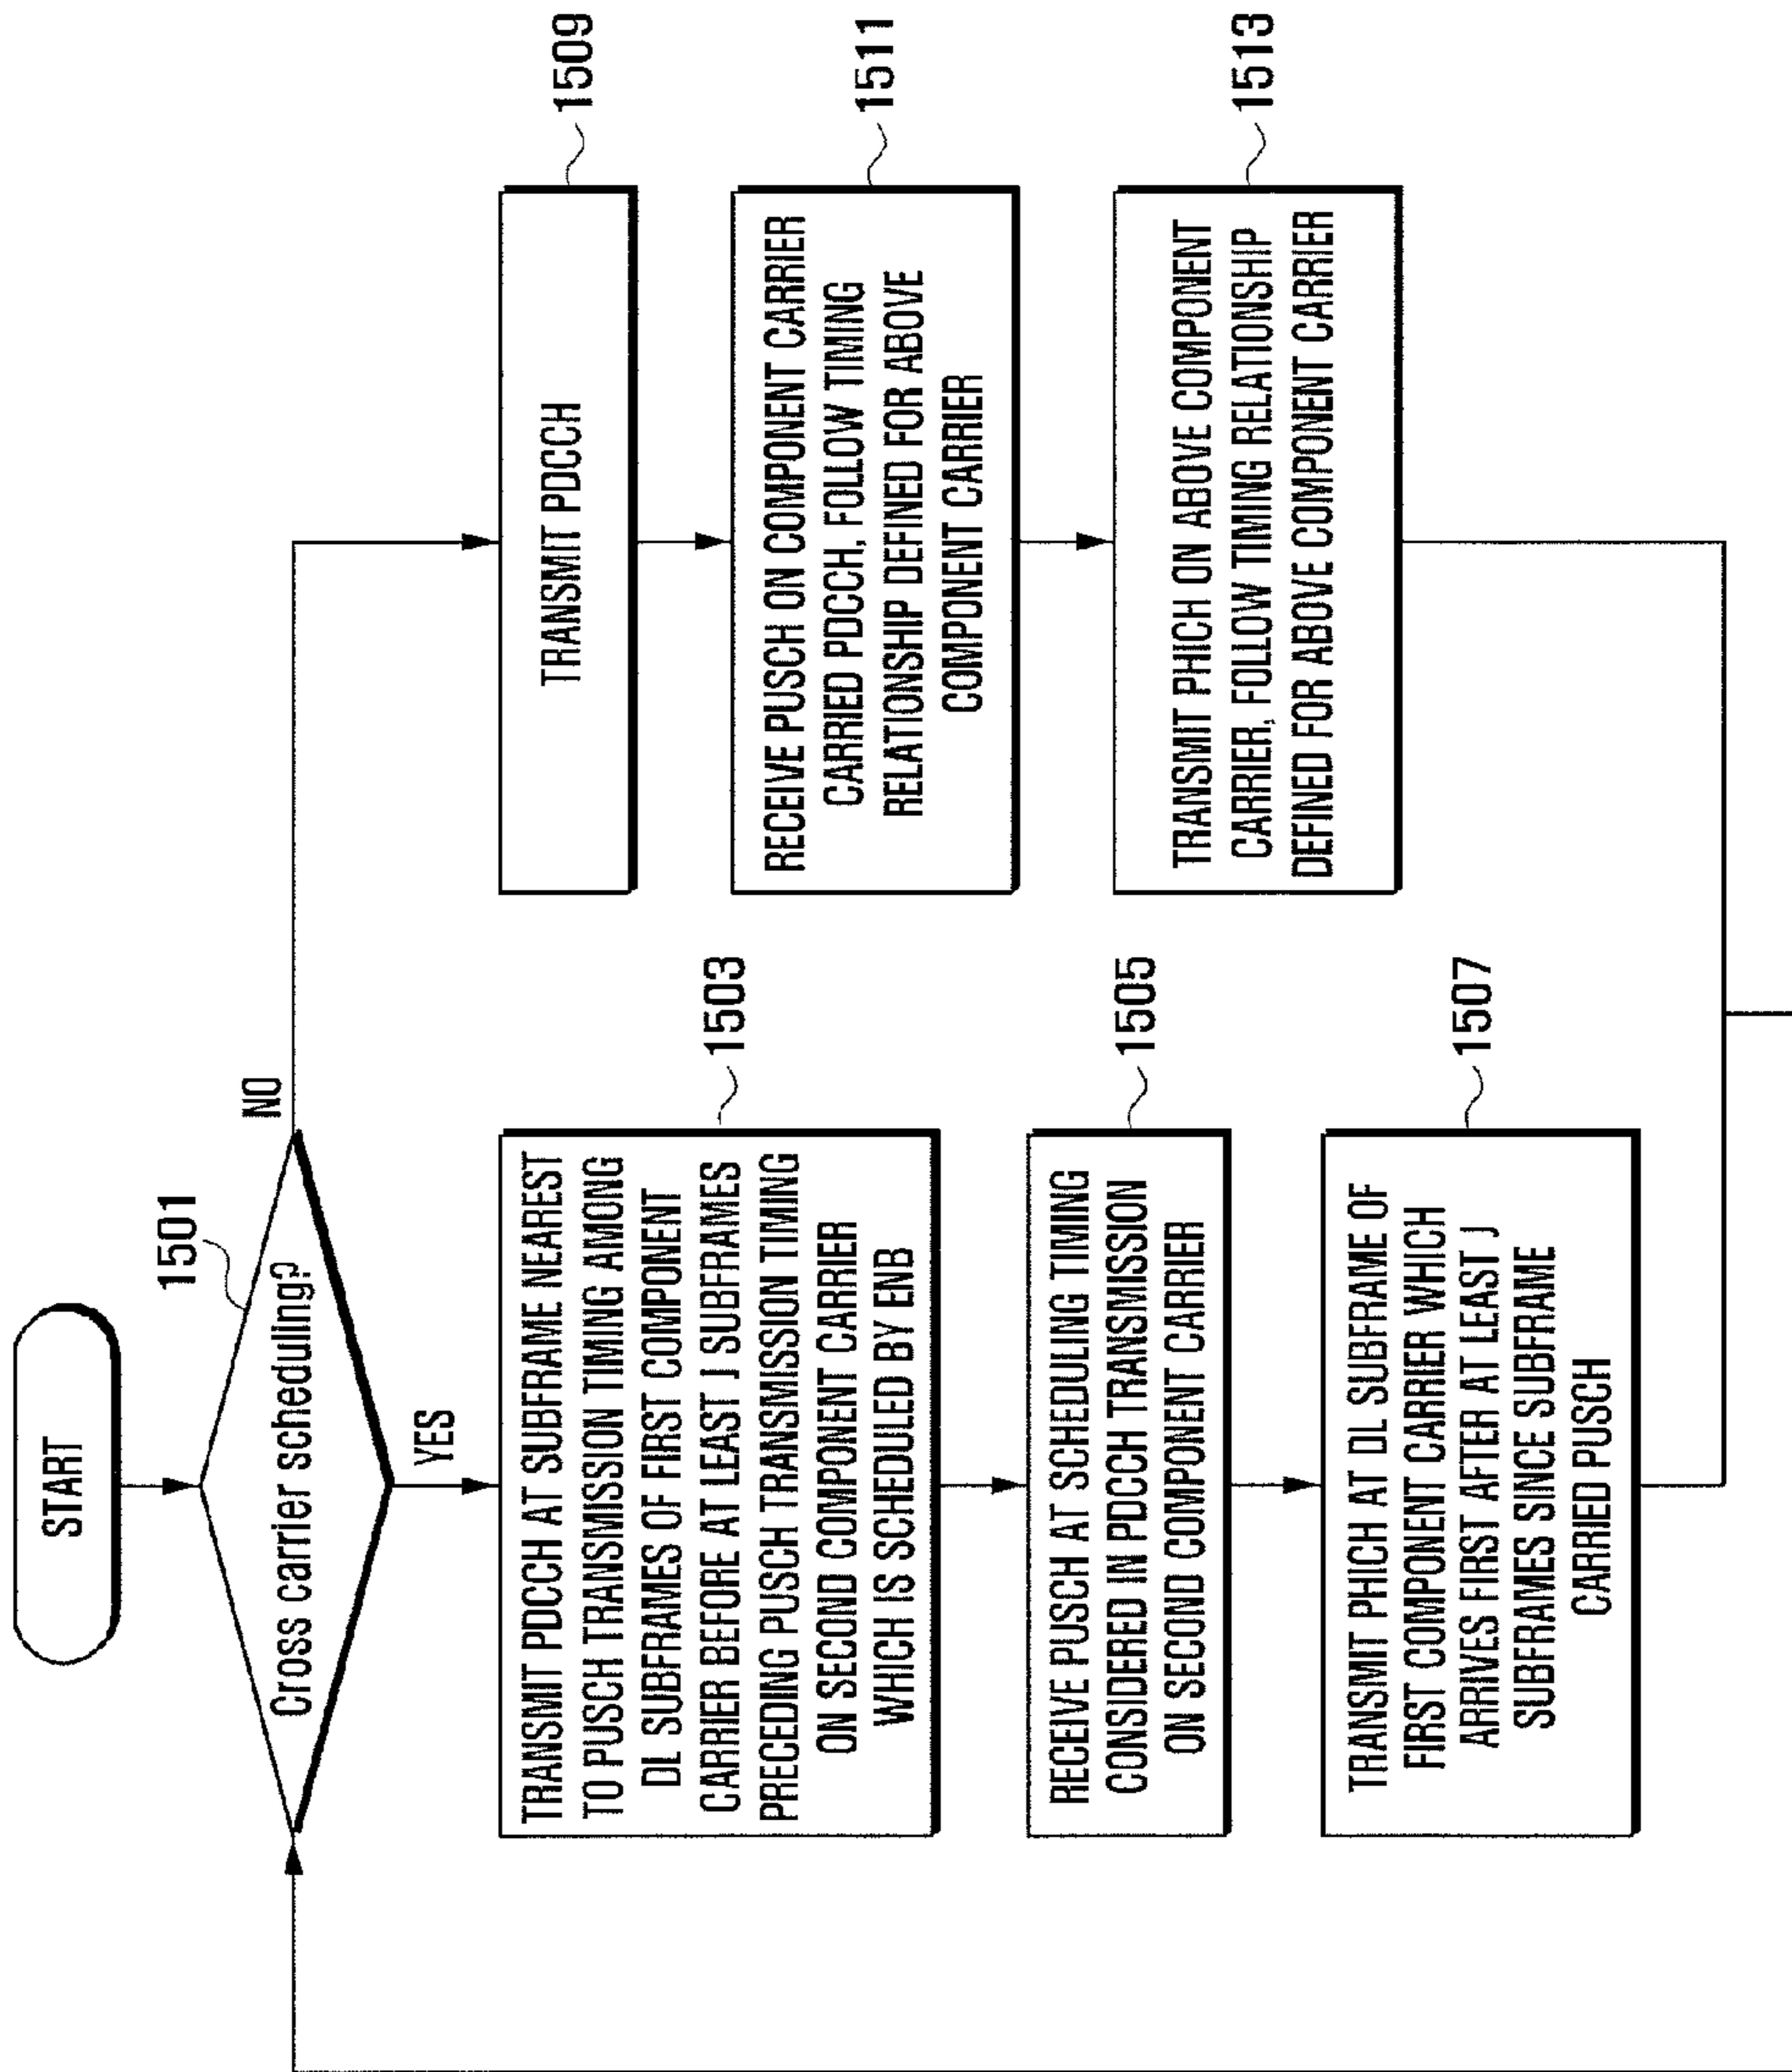 START
1501
Cross carrier scheduling?
NO
YES
TRANSMIT PDCCH AT SUBFRAME NEAREST
TO PUSCH TRANSMISSION TIMING AMONG
DL SUBFRAMES OF FIRST COMPONENT
CARRIER BEFORE AT LEAST J SUBFRAMES
PRECEDING PUSCH TRANSMISSION TIMING
ON SECOND COMPONENT CARRIER
WHICH IS SCHEDULED BY ENB
1503
RECEIVE PUSCH AT SCHEDULING TIMING
CONSIDERED IN PDCCH TRANSMISSION
ON SECOND COMPONENT CARRIER
1505
TRANSMIT PHICH AT DL SUBFRAME OF
FIRST COMPONENT CARRIER WHICH
ARRIVES FIRST AFTER AT LEAST J
SUBFRAMES SINCE SUBFRAME
CARRIED PUSCH
1507
TRANSMIT PDCCH
1509
RECEIVE PUSCH ON COMPONENT CARRIER
CARRIED PDCCH, FOLLOW TIMING
RELATIONSHIP DEFINED FOR ABOVE
COMPONENT CARRIER
1511
TRANSMIT PHICH ON ABOVE COMPONENT
CARRIER, FOLLOW TIMING RELATIONSHIP
DEFINED FOR ABOVE COMPONENT CARRIER
1513